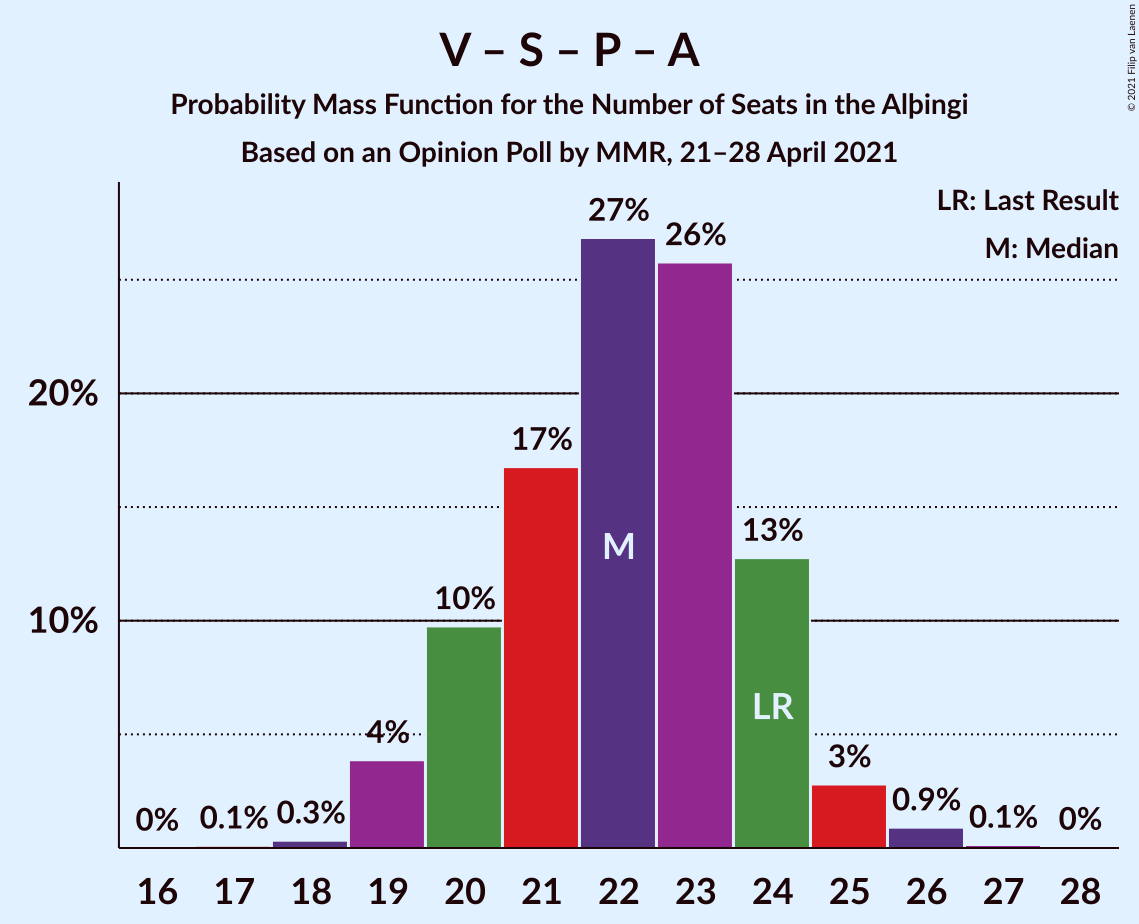 V – S – P – A
Probability Mass Function for the Number of Seats in the Alþingi
Based on an Opinion Poll by MMR, 21–28 April 2021
© 2021 Filip van Laenen
LR: Last Result
M: Median
20%
10%
0%
0.1%
0.3%
4%
10%
17%
27%
26%
13%
3%
0.9%
0.1%
0%
M
LR
16 17 18 19 20 21 22 23 24 25 26 27 28